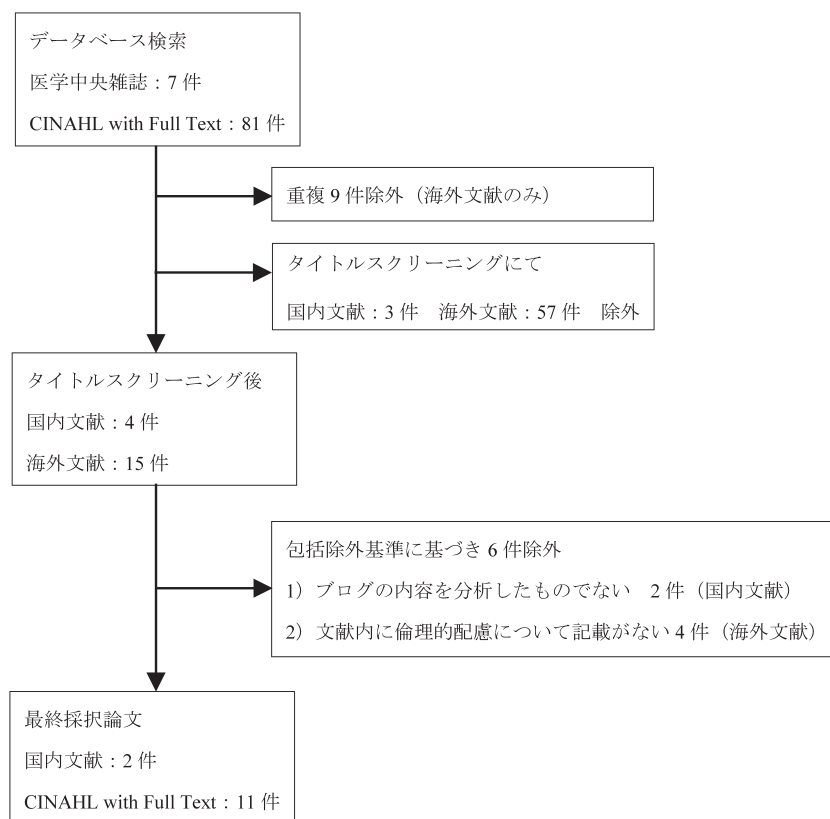 データベース検索
医学中央雑誌：7 件
CINAHL with Full Text：81 件
重複 9 件除外（海外文献のみ）
タイトルスクリーニングにて
国内文献：3 件　海外文献：57 件　除外
タイトルスクリーニング後
国内文献：4 件
海外文献：15 件
包括除外基準に基づき 6 件除外
1）ブログの内容を分析したものでない　2 件（国内文献）
2）文献内に倫理的配慮について記載がない 4 件（海外文献）
最終採択論文
国内文献：2 件
CINAHL with Full Text：11 件